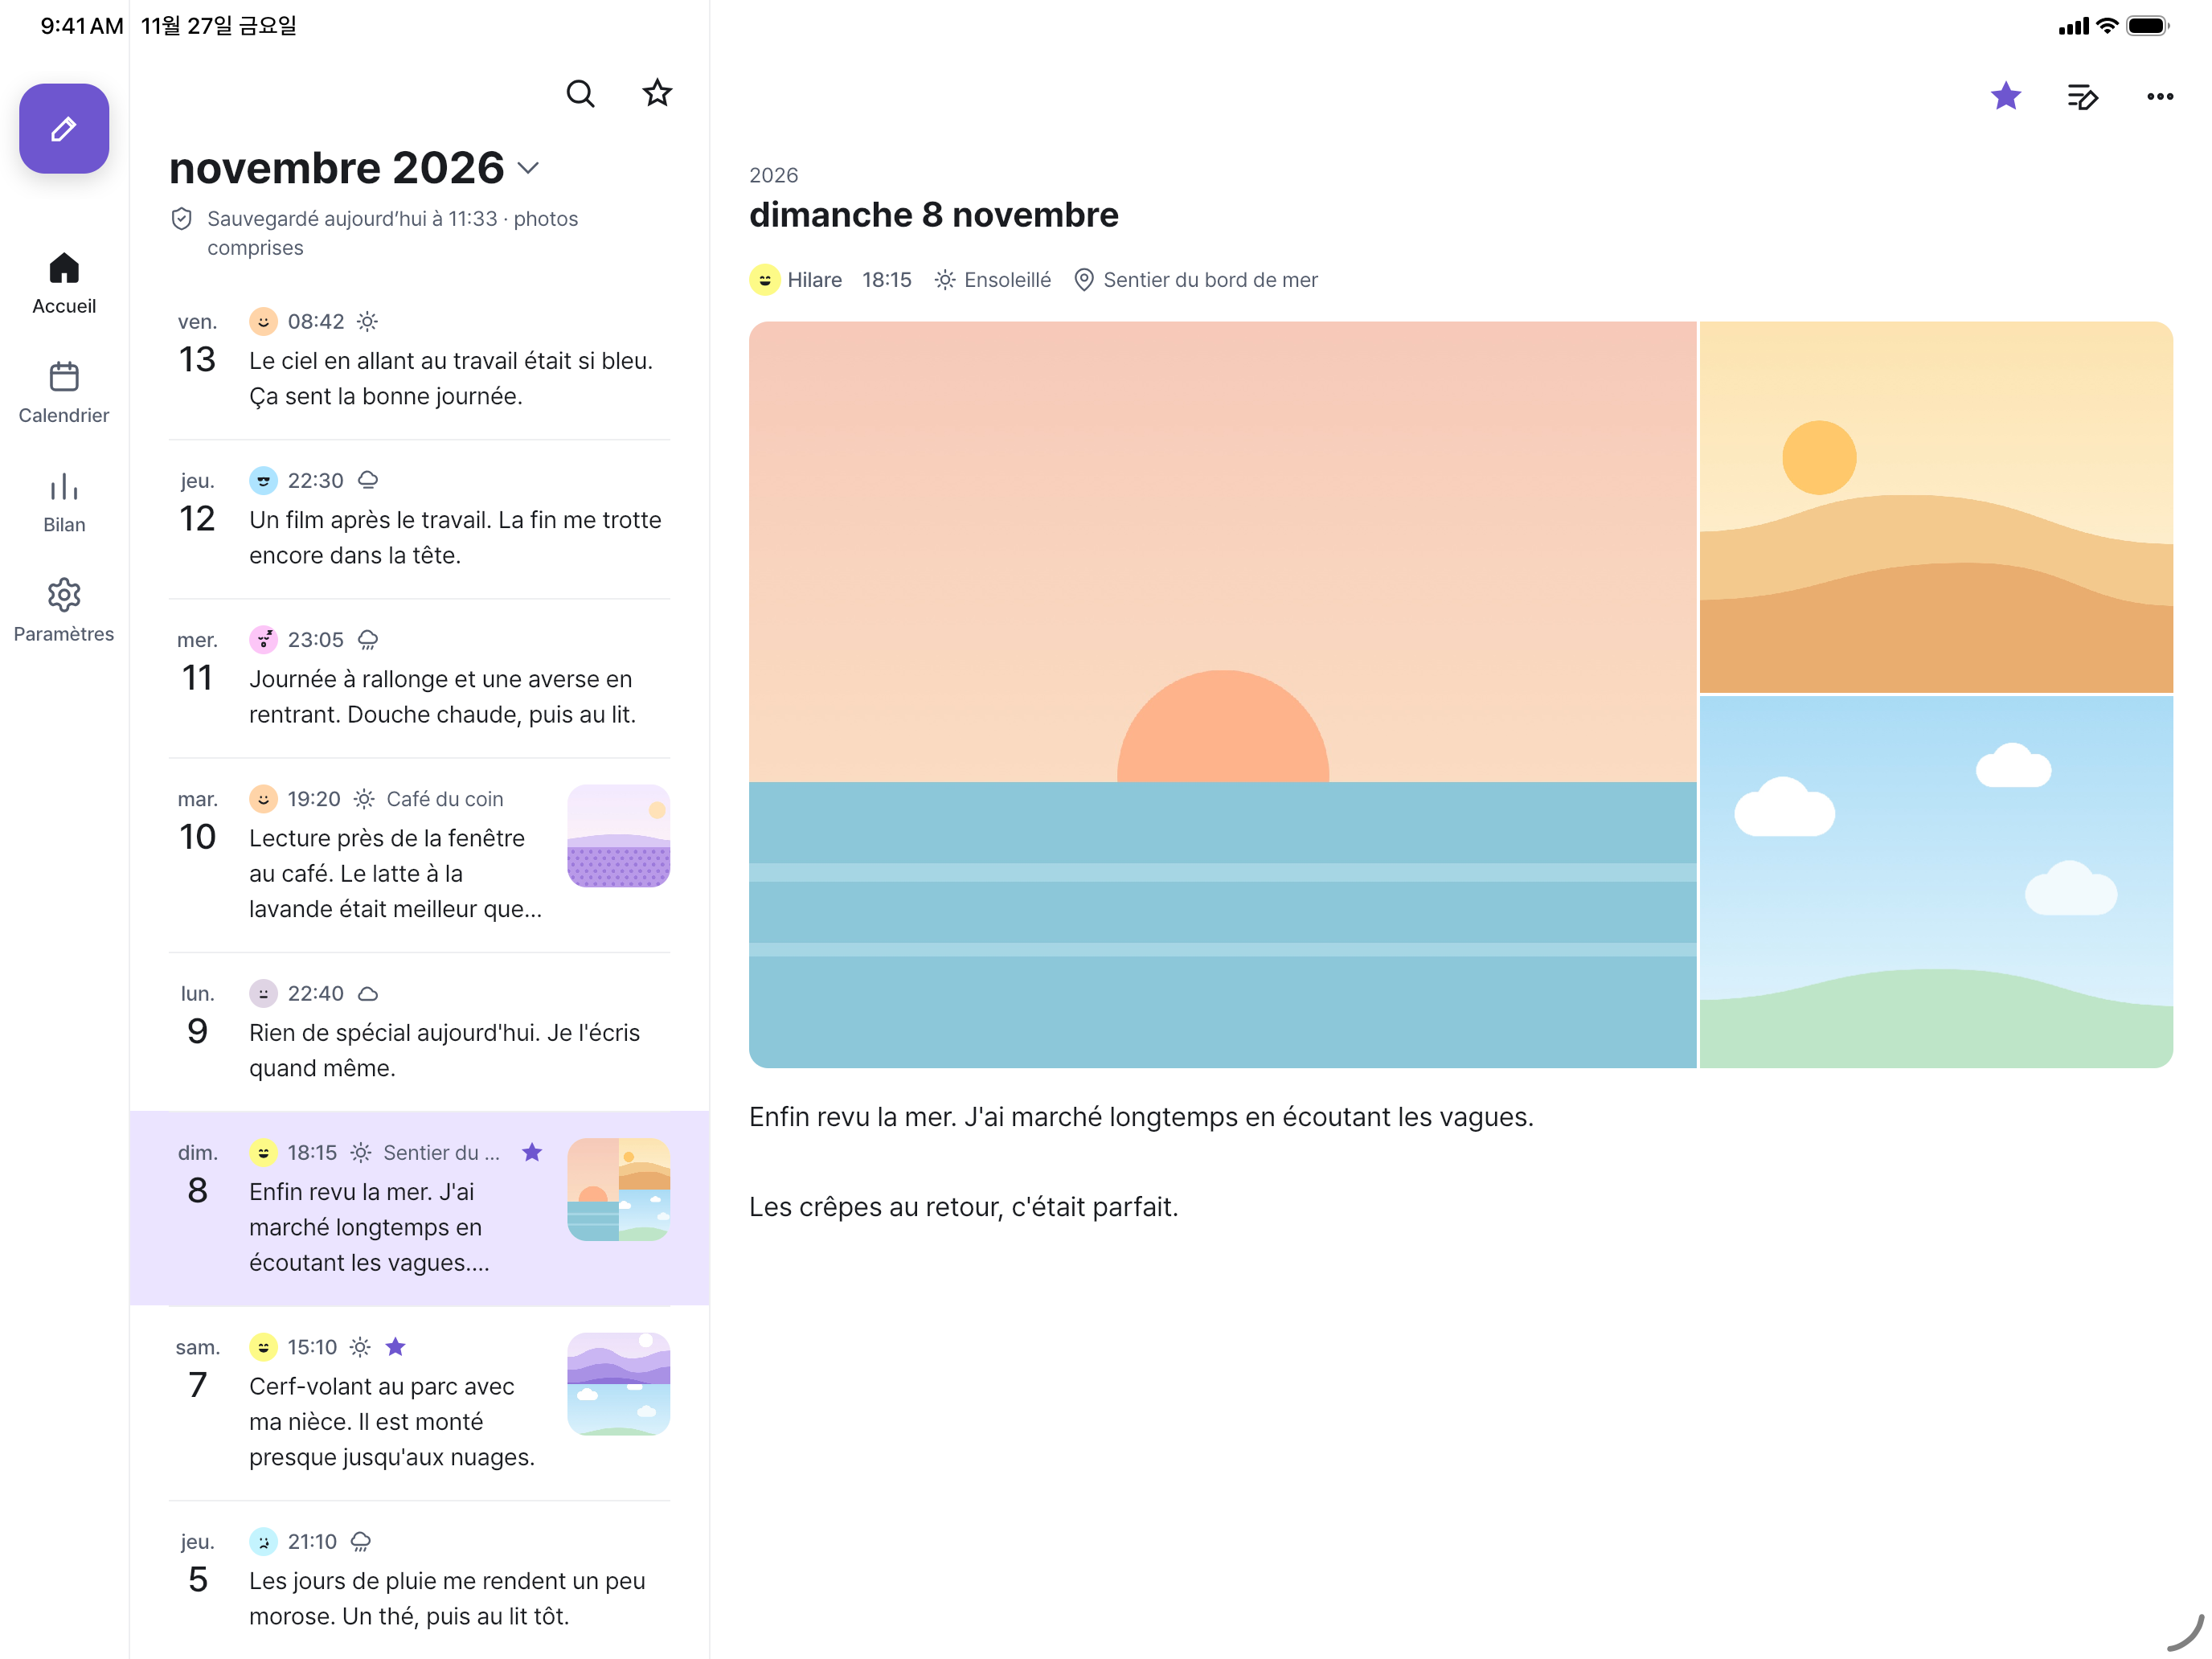 9:41 AM 11월 27일 금요일
Accueil
Calendrier
Bilan
Paramètres
novembre 2026
Sauvegardé aujourd’hui à 11:33 · photos
comprises
ven.
13
08:42
Le ciel en allant au travail était si bleu.
Ça sent la bonne journée.
jeu.
12
22:30
Un film après le travail. La fin me trotte
encore dans la tête.
mer.
11
23:05
Journée à rallonge et une averse en
rentrant. Douche chaude, puis au lit.
mar.
10
19:20 Café du coin
Lecture près de la fenêtre
au café. Le latte à la
lavande était meilleur que...
lun.
9
22:40
Rien de spécial aujourd'hui. Je l'écris
quand même.
dim.
8
18:15 Sentier du ...
Enfin revu la mer. J'ai
marché longtemps en
écoutant les vagues....
sam.
7
15:10
Cerf-volant au parc avec
ma nièce. Il est monté
presque jusqu'aux nuages.
jeu.
5
21:10
Les jours de pluie me rendent un peu
morose. Un thé, puis au lit tôt.
2026
dimanche 8 novembre
Hilare 18:15 Ensoleillé Sentier du bord de mer
Enfin revu la mer. J'ai marché longtemps en écoutant les vagues.
Les crêpes au retour, c'était parfait.